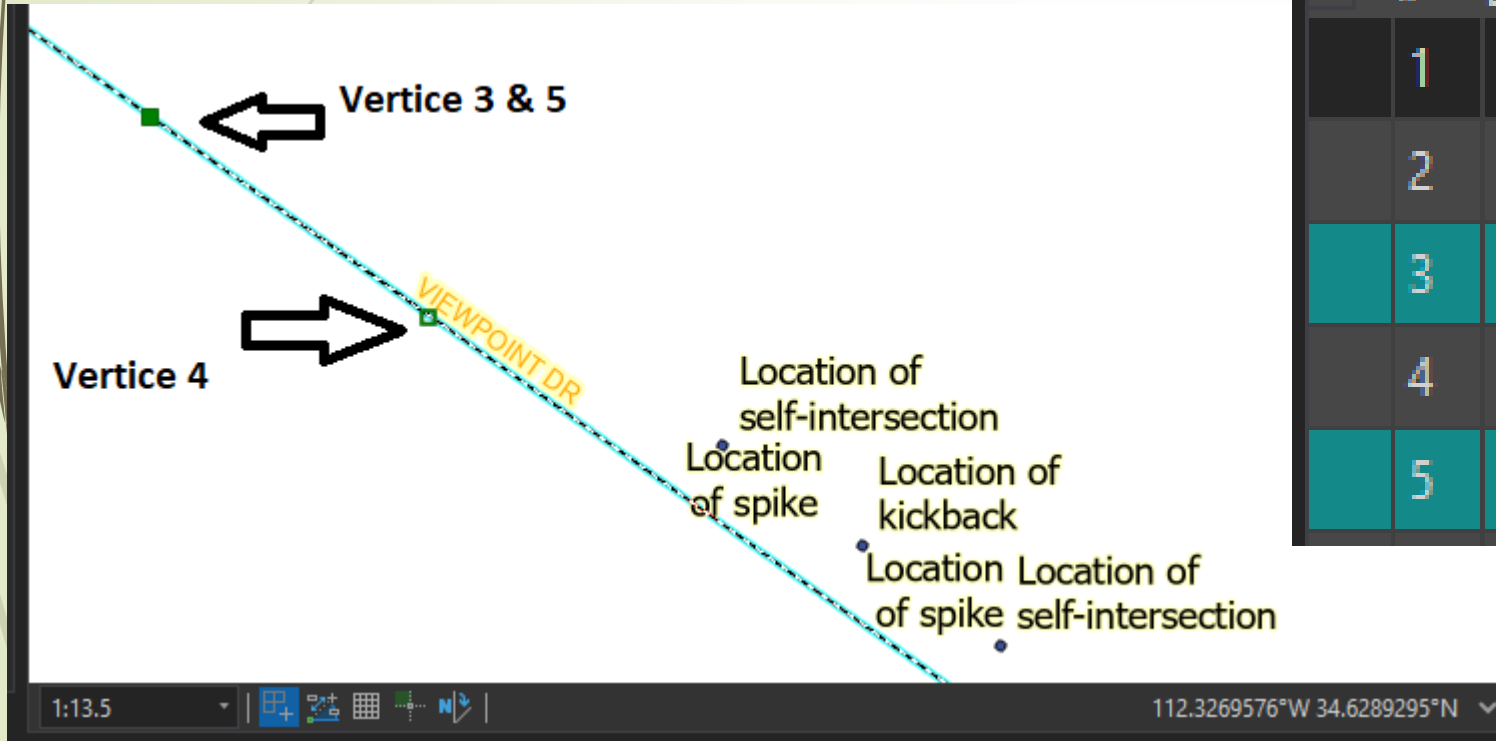 Vertice 3 & 5
VIEWPOINT DR
Vertice 4
Location of
self-intersection
Location
of spike
Location of
kickback
Location
of spike
Location of
self-intersection
1:13.5
N
112.3269576°W 34.6289295°N
1
2
3
4
5